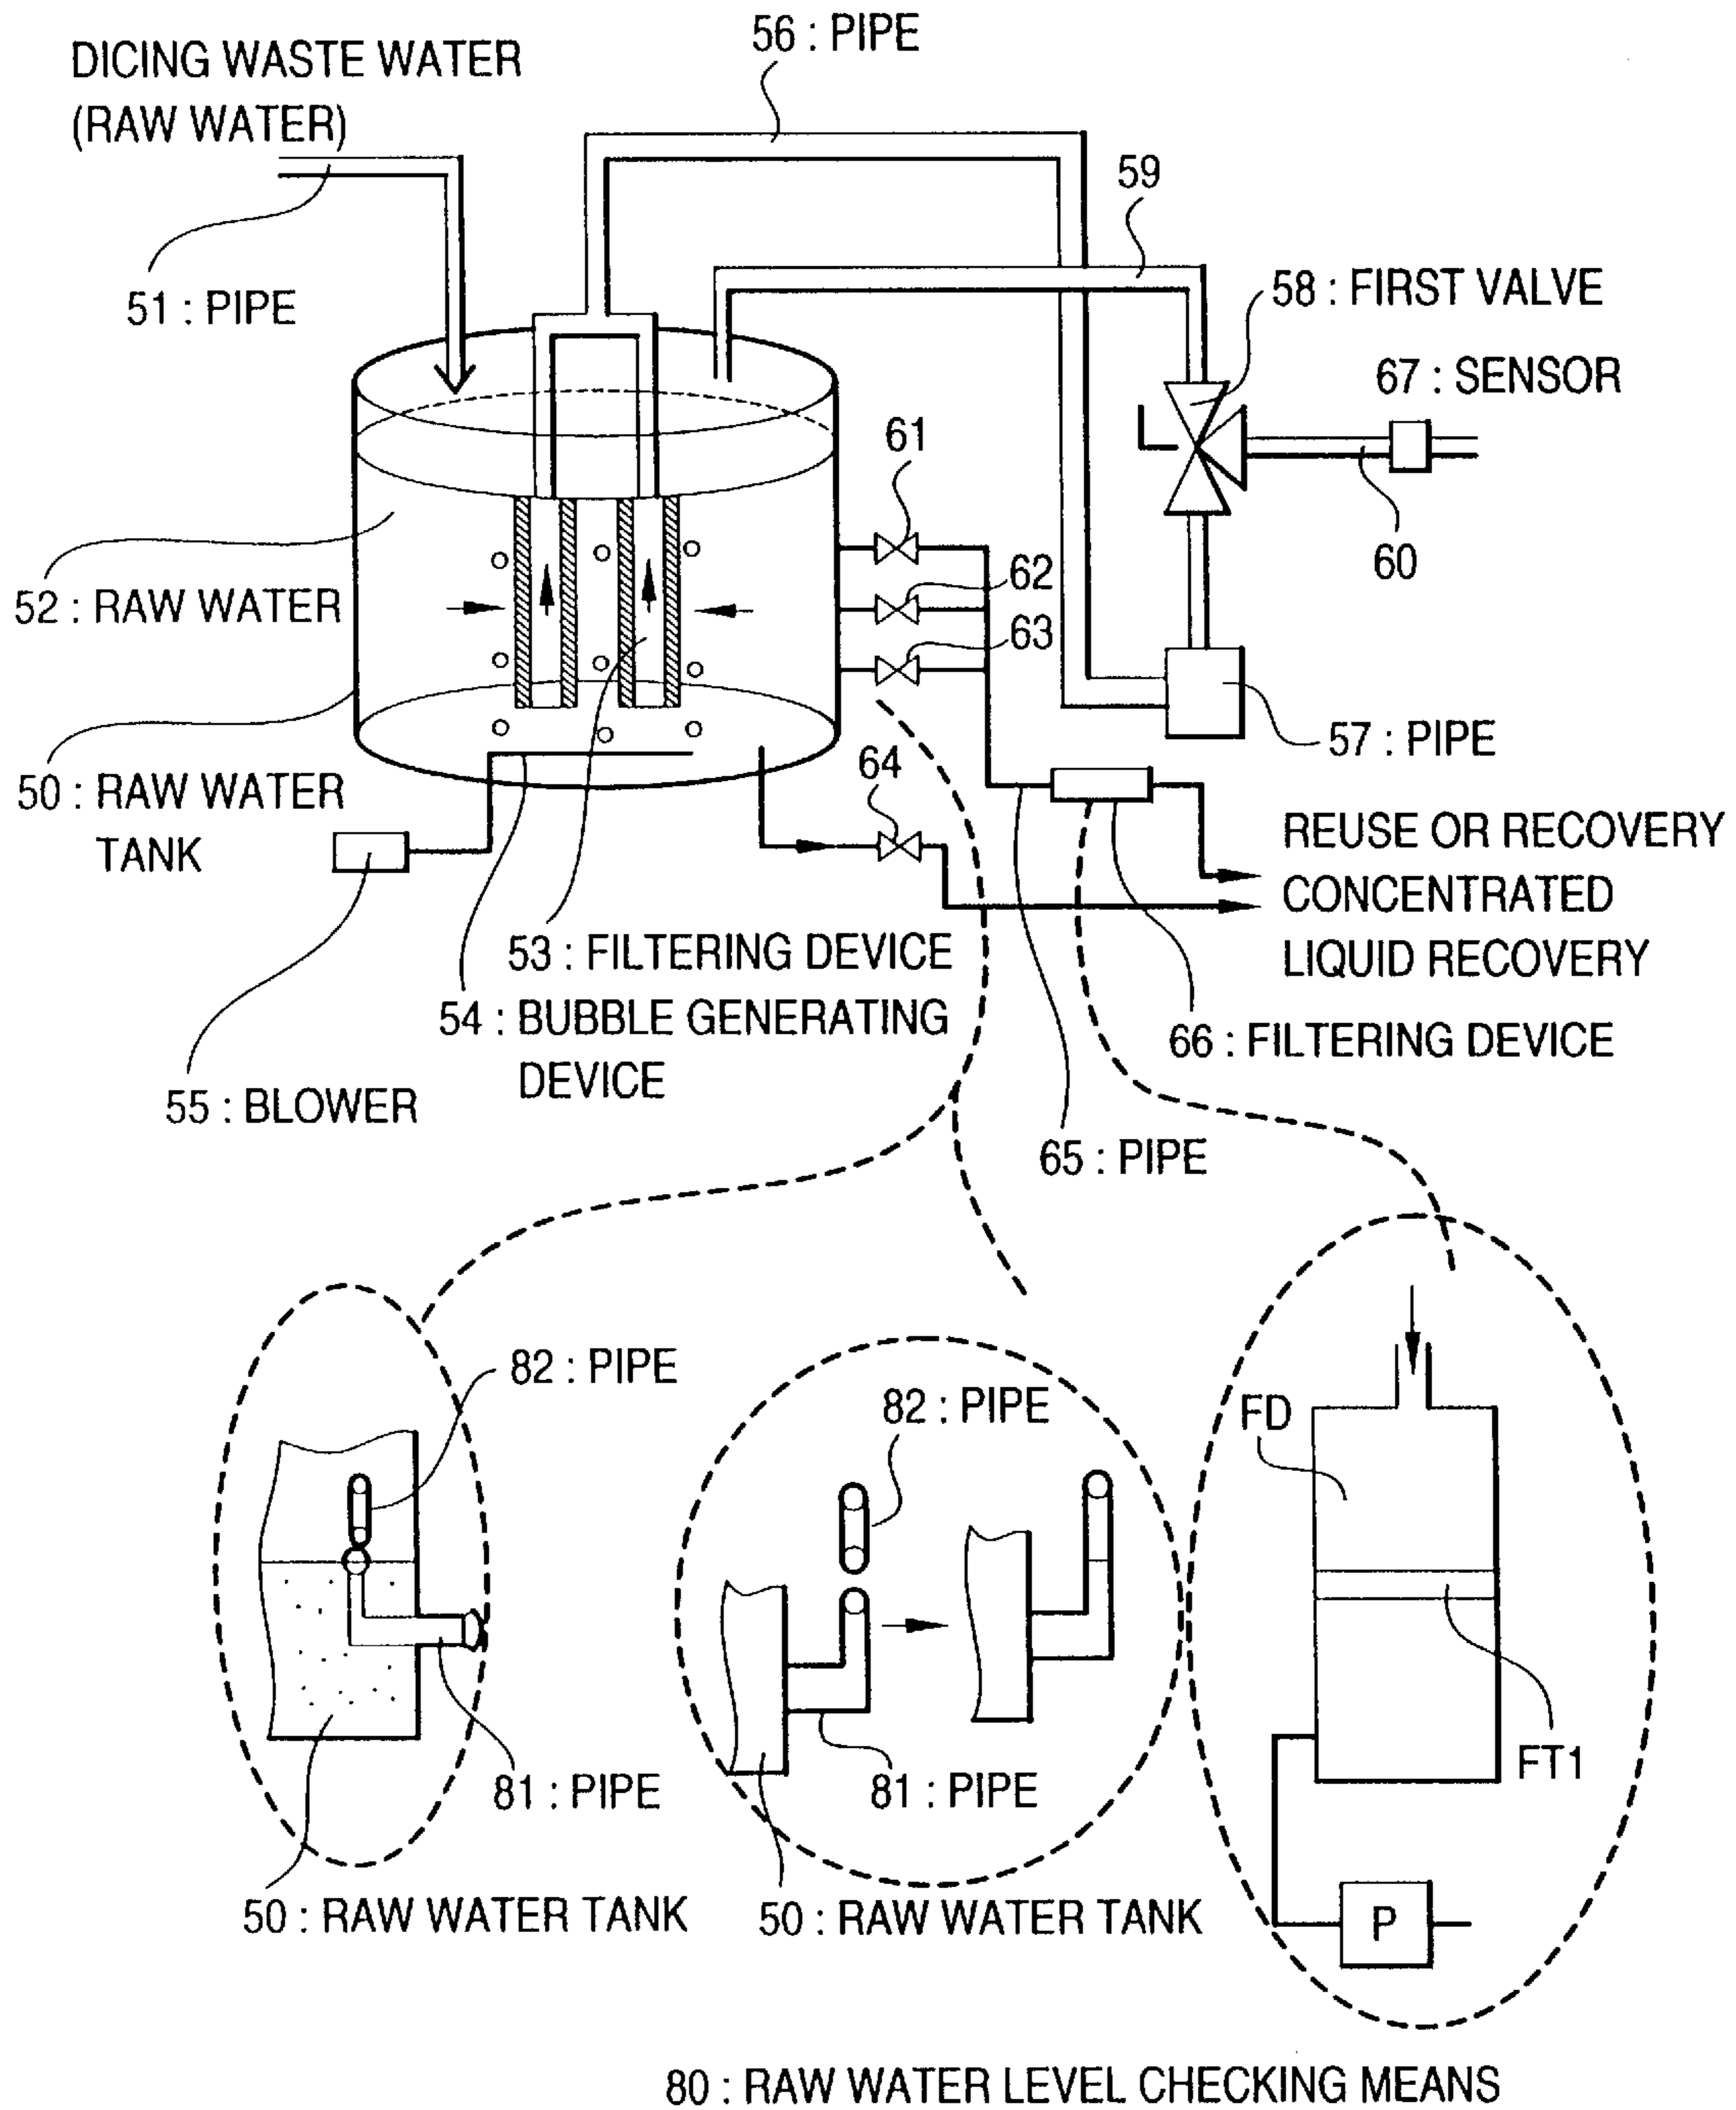 56 : PIPE
DICING WASTE WATER
(RAW WATER)
59
51 : PIPE
58 : FIRST VALVE
67 : SENSOR
61
60
62
52 : RAW WATER
63
57 : PIPE
50 : RAW WATER
TANK
64
REUSE OR RECOVERY
CONCENTRATED
LIQUID RECOVERY
53 : FILTERING DEVICE
54 : BUBBLE GENERATING
DEVICE
66 : FILTERING DEVICE
55 : BLOWER
65 : PIPE
82 : PIPE
82 : PIPE
FD
81 : PIPE
81 : PIPE
FT1
50 : RAW WATER TANK
50 : RAW WATER TANK
P
80 : RAW WATER LEVEL CHECKING MEANS